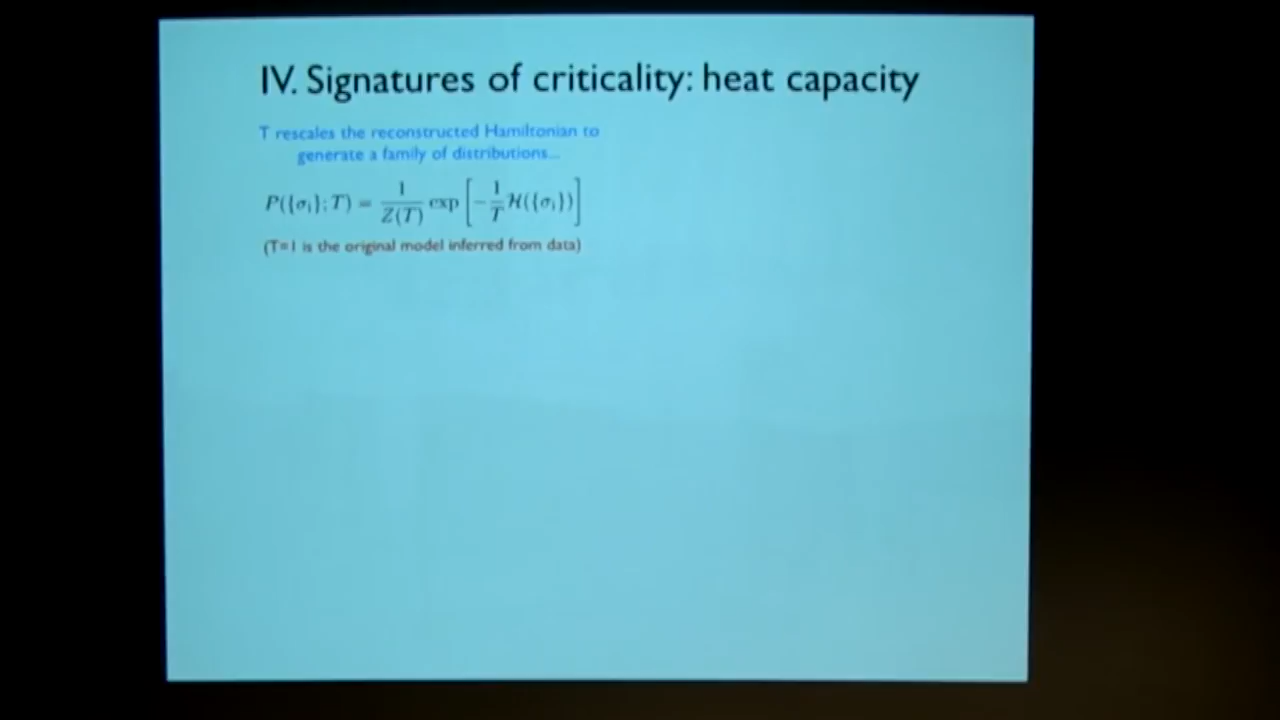 IV. Signatures of criticality: heat capacity
T rescales the reconstructed Hamiltonian to
generate a family of distributions...
P({σᵢ}; T) = 1/Z(T) exp [−1/T ℋ({σᵢ})]
(T=1 is the original model inferred from data)